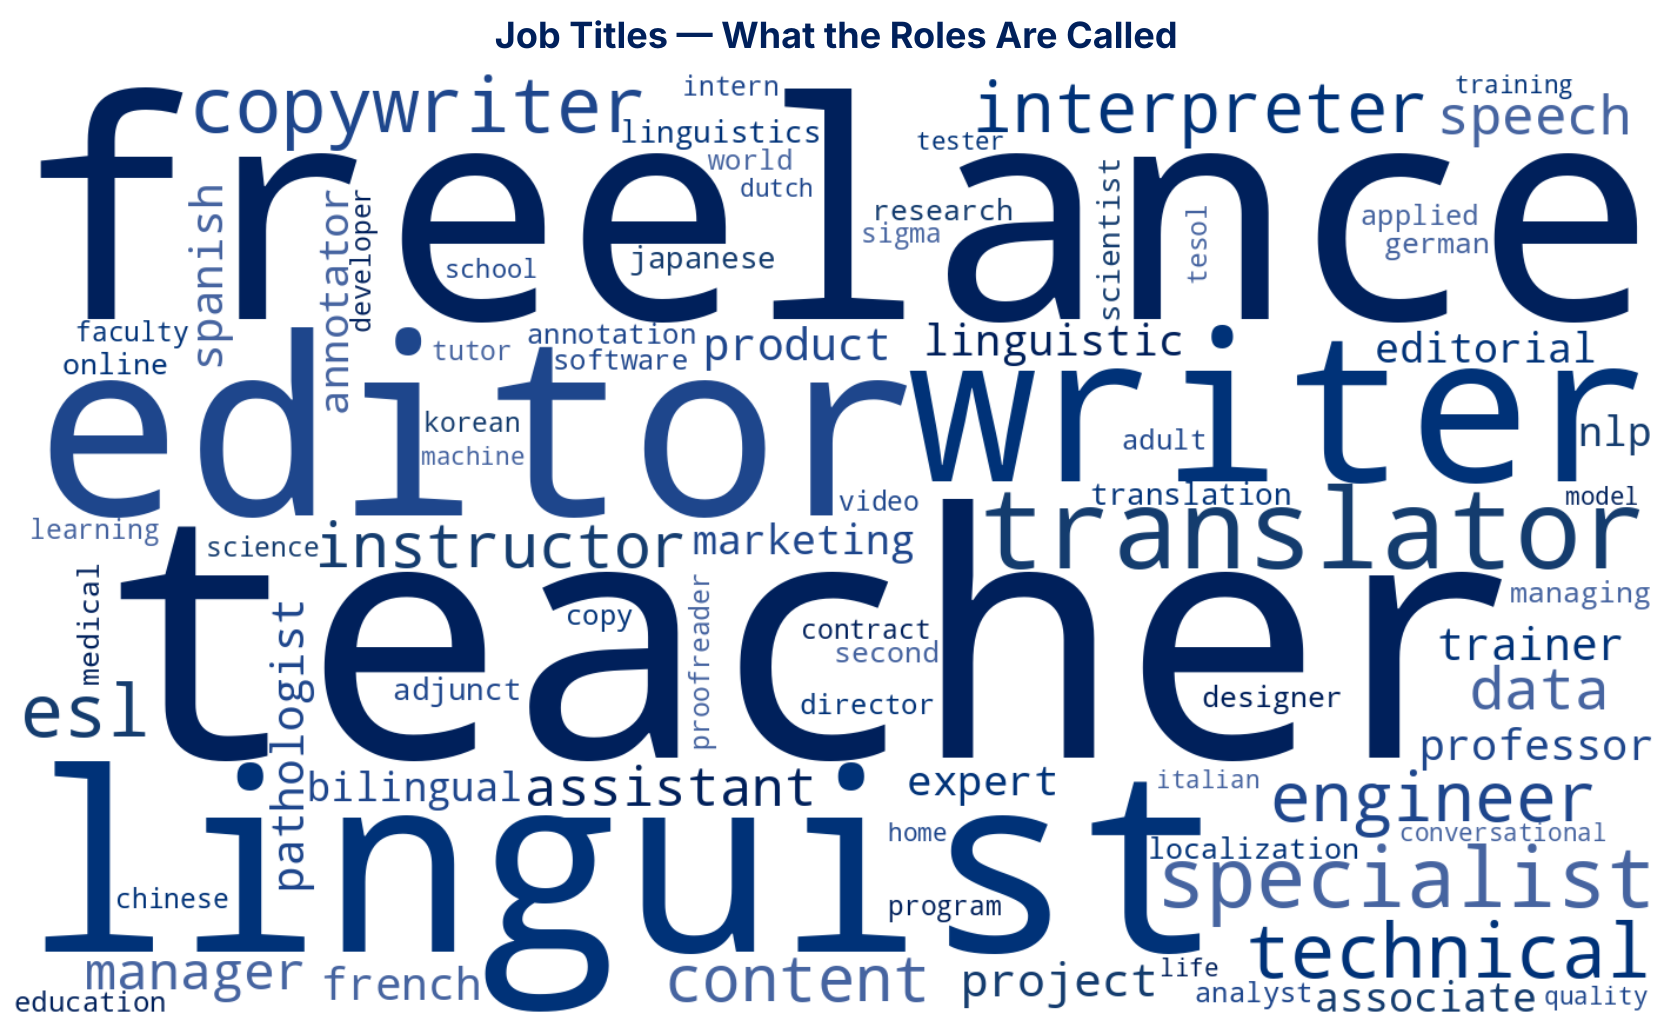 Job Titles — What the Roles Are Called
freelance
copywriter
intern
interpreter
training
speech
linguistics
tester
world
dutch
spanish
annotator
developer
research
sigma
scientist
tesol
applied
german
school
japanese
faculty
online
tutor
annotation
software
product
linguistic
editorial
editor
writer
korean
machine
adult
nlp
video
translation
model
translator
learning
science
instructor
marketing
teacher
medical
pathologist
copy
proofreader
contract
second
managing
trainer
esl
adjunct
director
designer
data
professor
linguist
bilingual
assistant
expert
italian
engineer
home
conversational
localization
specialist
chinese
program
technical
manager
french
content
project
life
analyst
associate
quality
education